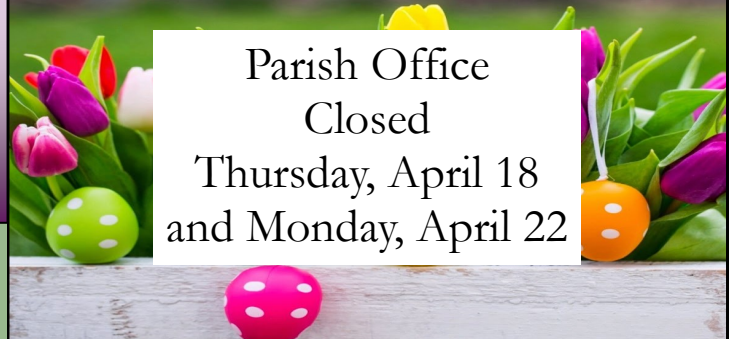 Parish Office
Closed
Thursday, April 18
and Monday, April 22